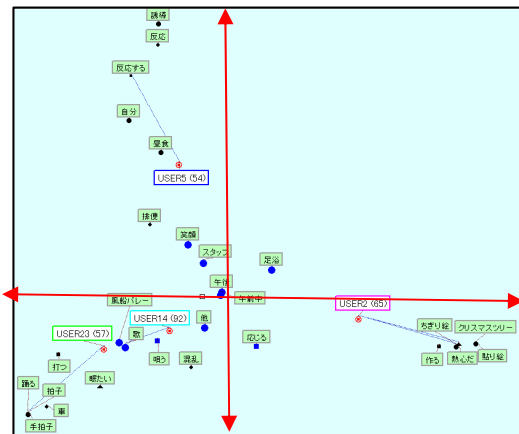 誘導
反応
反応する
自分
昼食
USER5 (54)
排便
笑顔
スタッフ
足浴
午後
午前中
風船バレー
USER14 (92)
USER2 (65)
USER23 (57)
歌
他
唄う
混乱
応じる
ちぎり絵
クリスマスツリー
作る
熱心だ
貼り絵
打つ
踊る
拍子
眠たい
車
手拍子